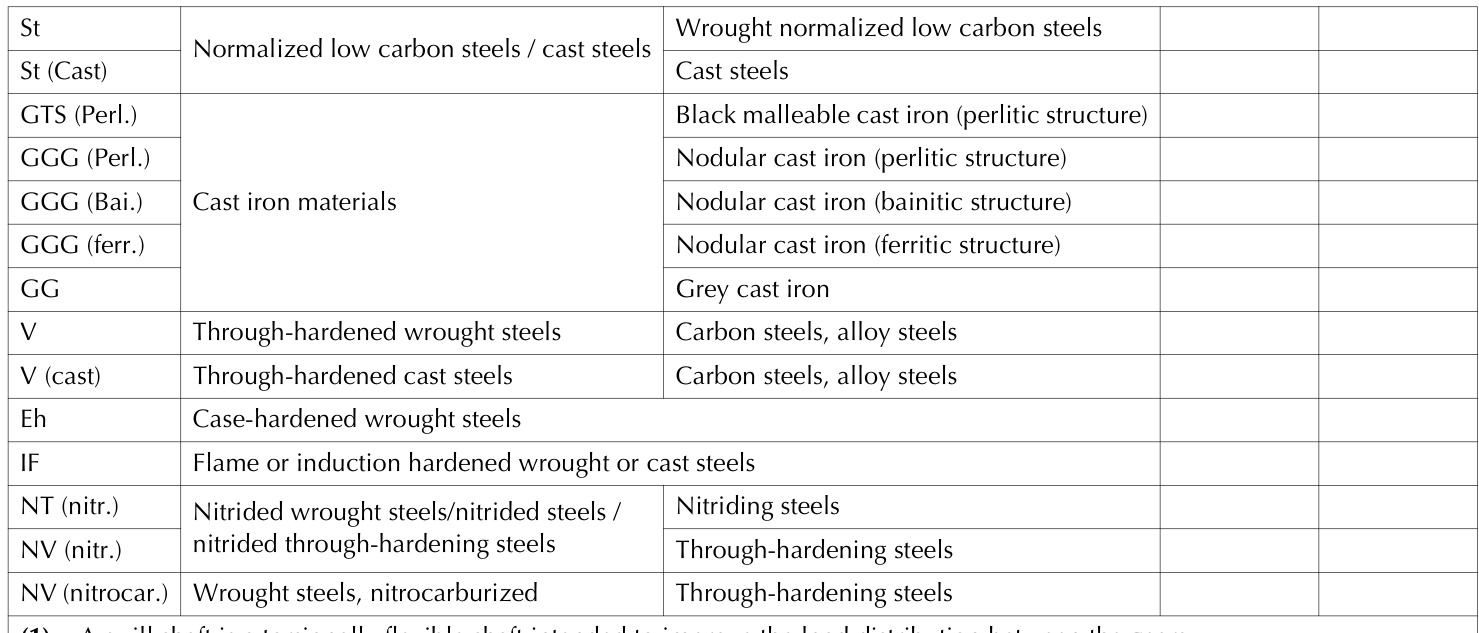 St
Normalized low carbon steels / cast steels
Wrought normalized low carbon steels
St (Cast)
Cast steels
GTS (Perl.)
Cast iron materials
Black malleable cast iron (perlitic structure)
GGG (Perl.)
Nodular cast iron (perlitic structure)
GGG (Bai.)
Nodular cast iron (bainitic structure)
GGG (ferr.)
Nodular cast iron (ferritic structure)
GG
Grey cast iron
V
Through-hardened wrought steels
Carbon steels, alloy steels
V (cast)
Through-hardened cast steels
Carbon steels, alloy steels
Eh
Case-hardened wrought steels
IF
Flame or induction hardened wrought or cast steels
NT (nitr.)
Nitrided wrought steels/nitrided steels /
nitrided through-hardening steels
Nitriding steels
NV (nitr.)
Through-hardening steels
NV (nitrocar.)
Wrought steels, nitrocarburized
Through-hardening steels